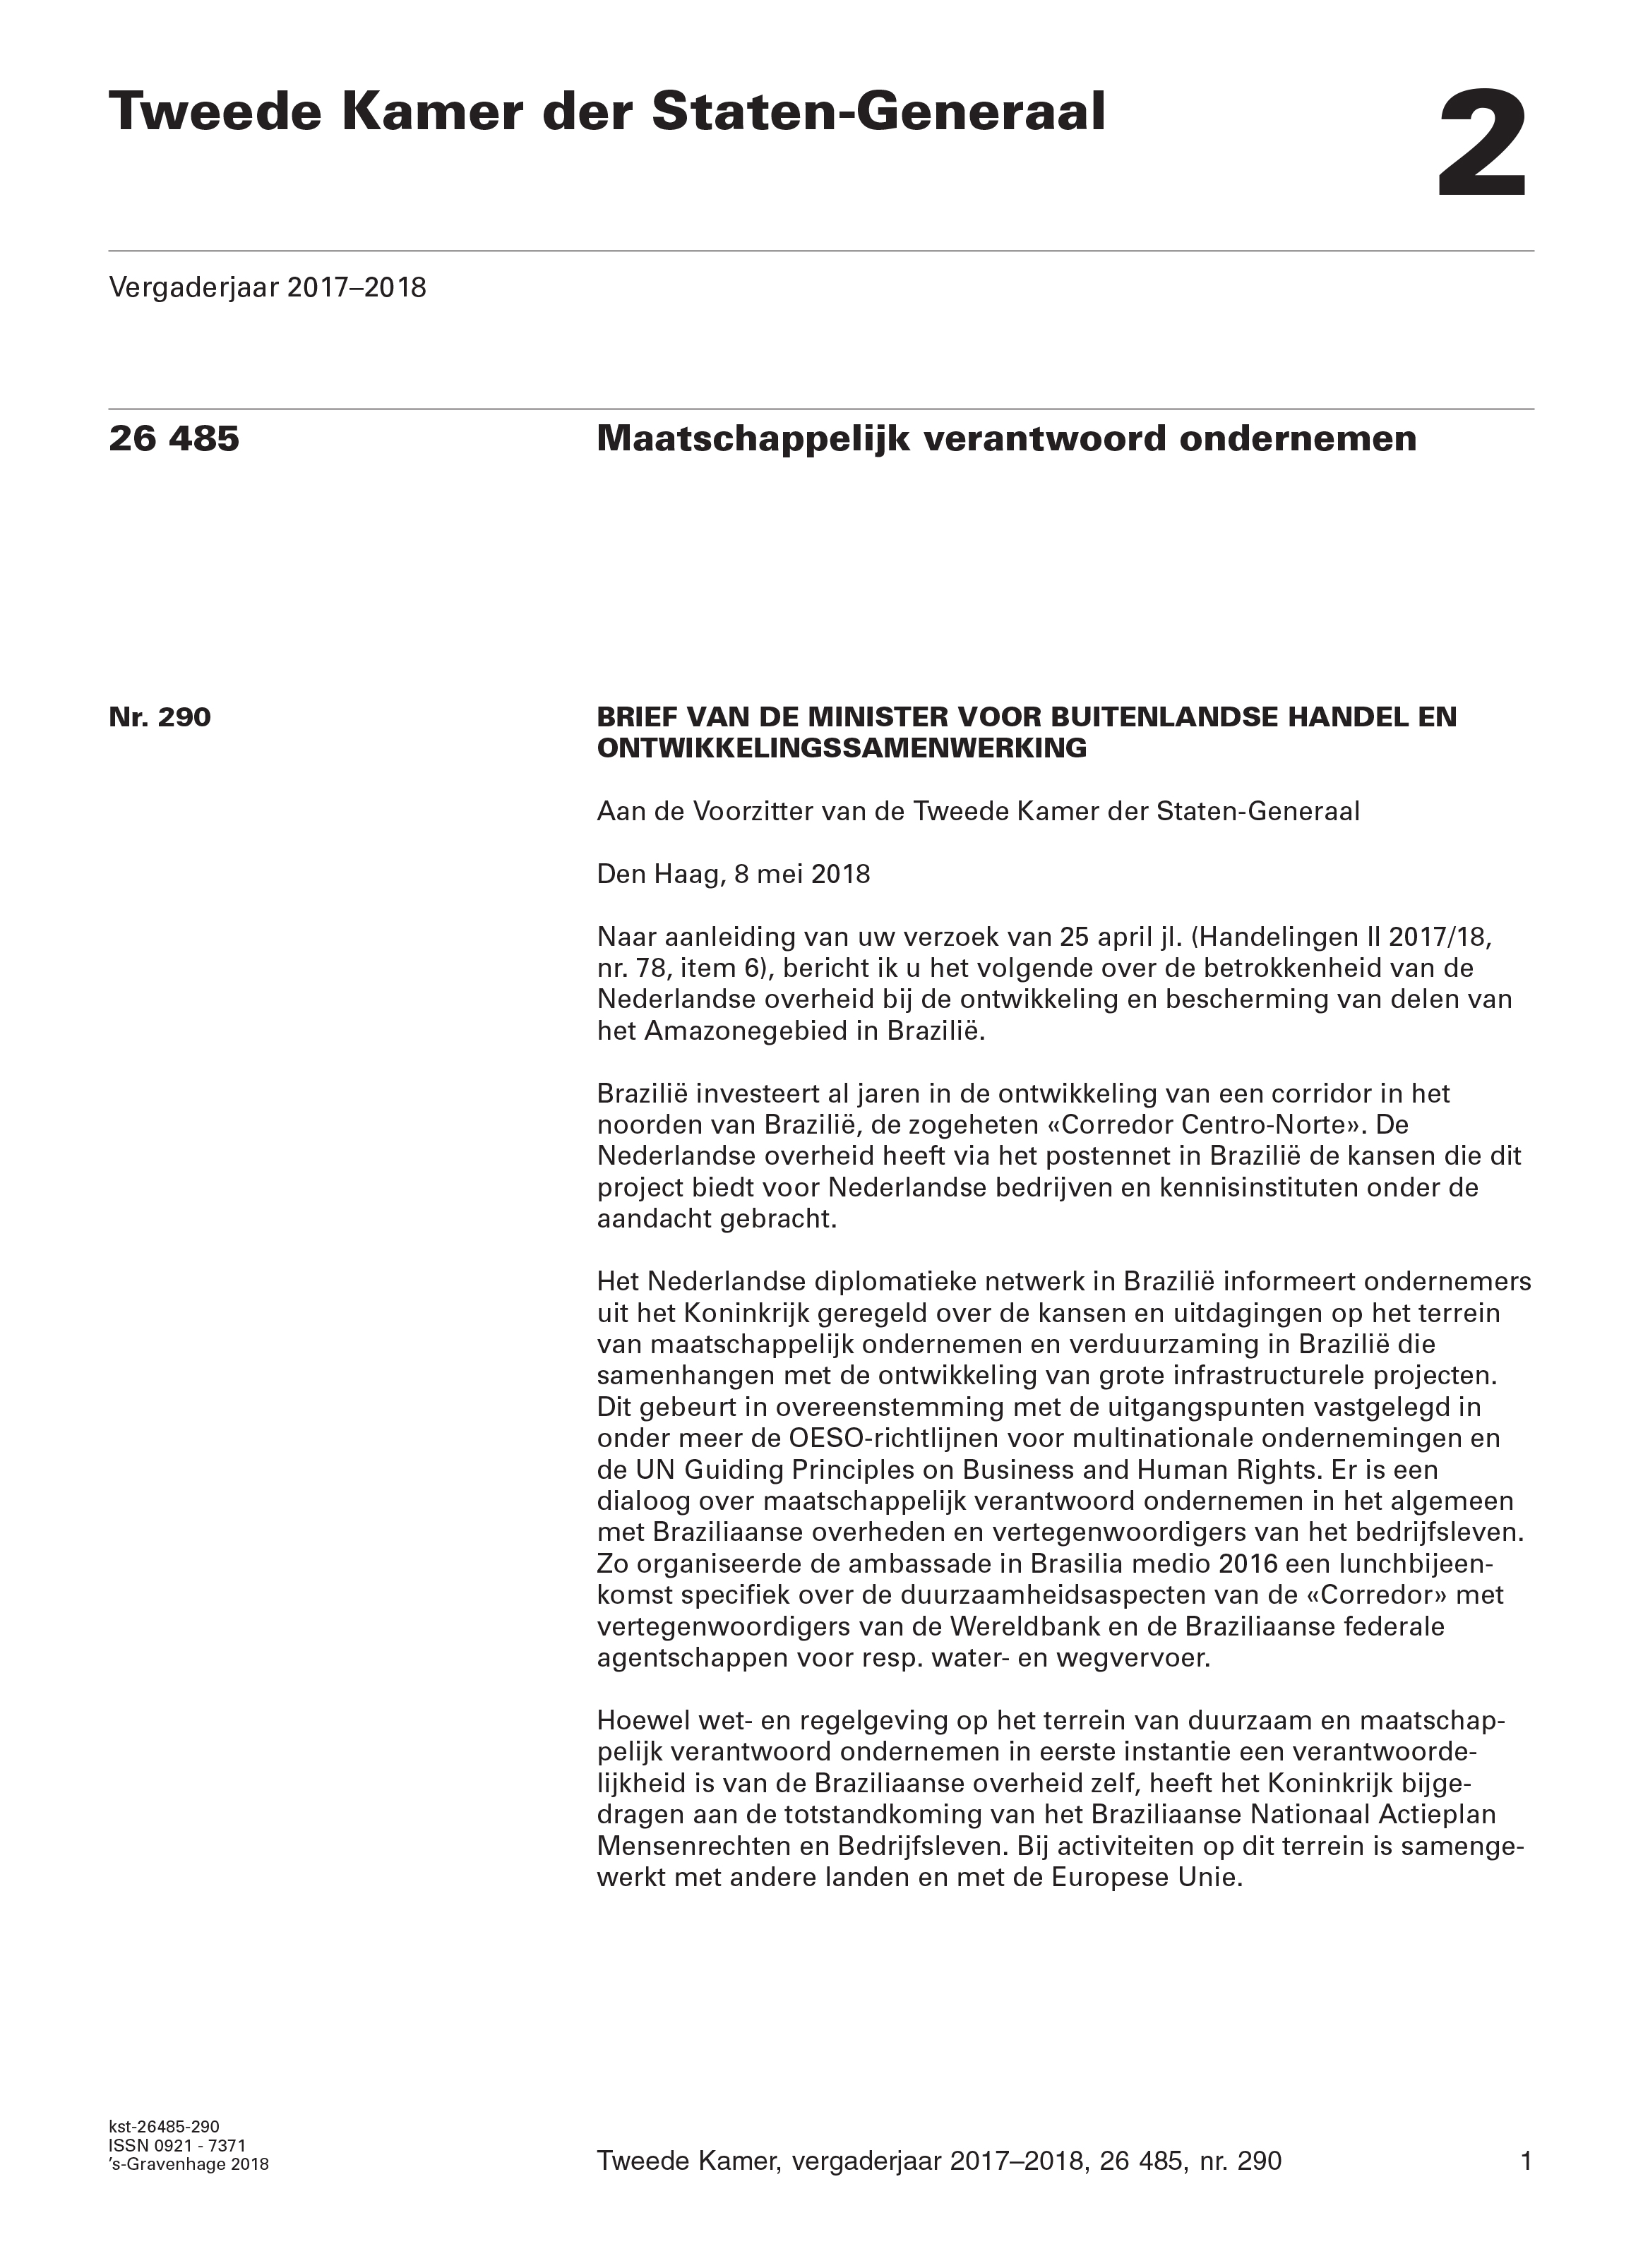 Tweede Kamer der Staten-Generaal
2
Vergaderjaar 2017–2018
26 485
Maatschappelijk verantwoord ondernemen
Nr. 290
BRIEF VAN DE MINISTER VOOR BUITENLANDSE HANDEL EN
ONTWIKKELINGSSAMENWERKING
Aan de Voorzitter van de Tweede Kamer der Staten-Generaal
Den Haag, 8 mei 2018
Naar aanleiding van uw verzoek van 25 april jl. (Handelingen II 2017/18,
nr. 78, item 6), bericht ik u het volgende over de betrokkenheid van de
Nederlandse overheid bij de ontwikkeling en bescherming van delen van
het Amazonegebied in Brazilië.
Brazilië investeert al jaren in de ontwikkeling van een corridor in het
noorden van Brazilië, de zogeheten «Corredor Centro-Norte». De
Nederlandse overheid heeft via het postennet in Brazilië de kansen die dit
project biedt voor Nederlandse bedrijven en kennisinstituten onder de
aandacht gebracht.
Het Nederlandse diplomatieke netwerk in Brazilië informeert ondernemers
uit het Koninkrijk geregeld over de kansen en uitdagingen op het terrein
van maatschappelijk ondernemen en verduurzaming in Brazilië die
samenhangen met de ontwikkeling van grote infrastructurele projecten.
Dit gebeurt in overeenstemming met de uitgangspunten vastgelegd in
onder meer de OESO-richtlijnen voor multinationale ondernemingen en
de UN Guiding Principles on Business and Human Rights. Er is een
dialoog over maatschappelijk verantwoord ondernemen in het algemeen
met Braziliaanse overheden en vertegenwoordigers van het bedrijfsleven.
Zo organiseerde de ambassade in Brasilia medio 2016 een lunchbijeen-
komst specifiek over de duurzaamheidsaspecten van de «Corredor» met
vertegenwoordigers van de Wereldbank en de Braziliaanse federale
agentschappen voor resp. water- en wegvervoer.
Hoewel wet- en regelgeving op het terrein van duurzaam en maatschap-
pelijk verantwoord ondernemen in eerste instantie een verantwoorde-
lijkheid is van de Braziliaanse overheid zelf, heeft het Koninkrijk bijge-
dragen aan de totstandkoming van het Braziliaanse Nationaal Actieplan
Mensenrechten en Bedrijfsleven. Bij activiteiten op dit terrein is samenge-
werkt met andere landen en met de Europese Unie.
kst-26485-290
ISSN 0921 - 7371
’s-Gravenhage 2018
Tweede Kamer, vergaderjaar 2017–2018, 26 485, nr. 290
1